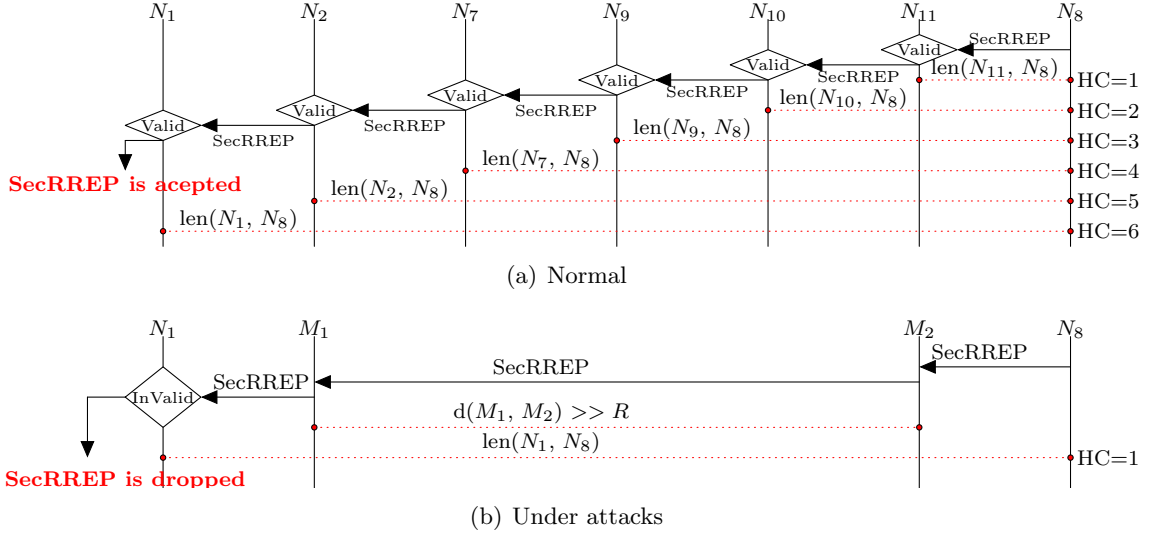 N1 N2 N7 N9 N10 N11 N8
SecRREP
Valid
len(N11, N8)
HC=1
SecRREP
Valid
len(N10, N8)
HC=2
SecRREP
Valid
len(N9, N8)
HC=3
SecRREP
Valid
len(N7, N8)
HC=4
SecRREP
Valid
len(N2, N8)
HC=5
SecRREP
Valid
SecRREP is acepted
len(N1, N8)
HC=6
(a) Normal
N1 M1 M2 N8
SecRREP
SecRREP
SecRREP
InValid
d(M1, M2) >> R
len(N1, N8)
HC=1
SecRREP is dropped
(b) Under attacks